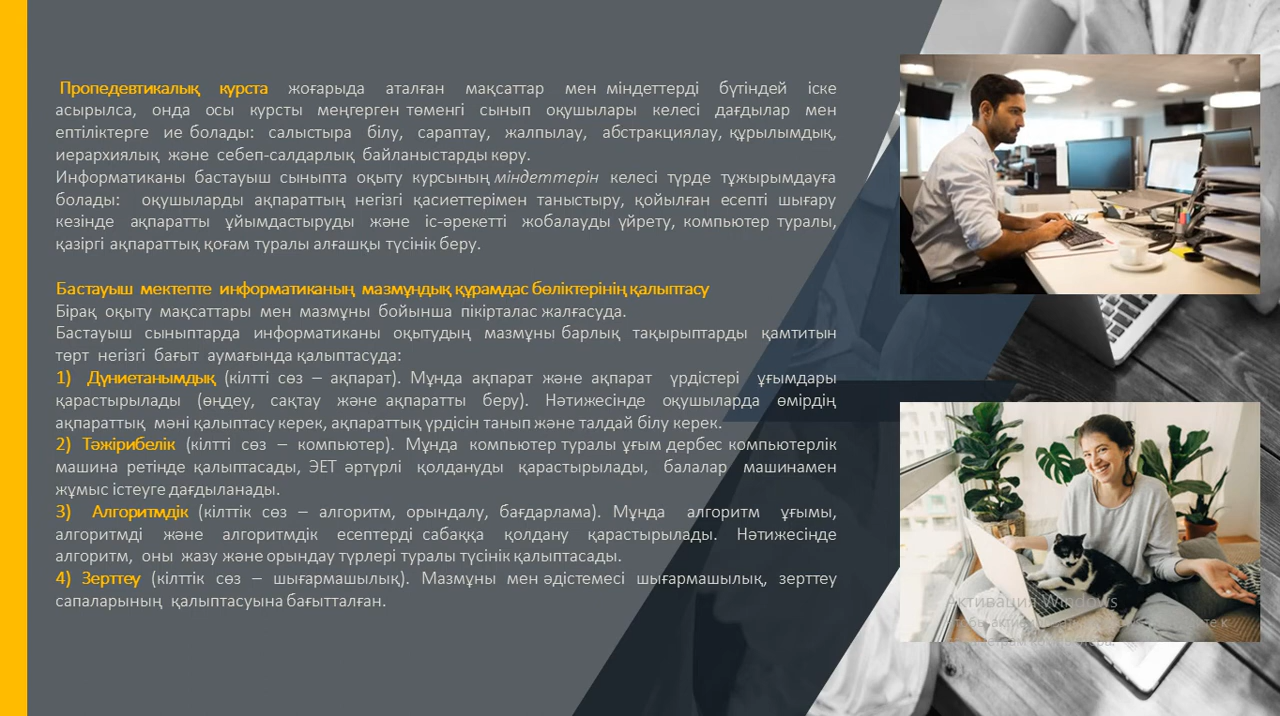 Пропедевтикалық курста жоғарыда аталған мақсаттар мен міндеттерді бүтіндей іске
асырылса, онда осы курсты меңгерген төменгі сынып оқушылары келесі дағдылар мен
ептіліктерге ие болады: салыстыра білу, сараптау, жалпылау, абстракциялау, құрылымдық,
иерархиялық және себеп-салдарлық байланыстарды көру.
Информатиканы бастауыш сыныпта оқыту курсының міндеттерін келесі түрде тұжырымдауға
болады: оқушыларды ақпараттың негізгі қасиеттерімен таныстыру, қойылған есепті шығару
кезінде ақпаратты ұйымдастыруды және іс-әрекетті жобалауды үйрету, компьютер туралы,
қазіргі ақпараттық қоғам туралы алғашқы түсінік беру.
Бастауыш мектепте информатиканың мазмұндық құрамдас бөліктерінің қалыптасу
Бірақ оқыту мақсаттары мен мазмұны бойынша пікірталас жалғасуда.
Бастауыш сыныптарда информатиканы оқытудың мазмұны барлық тақырыптарды қамтитын
төрт негізгі бағыт аумағында қалыптасуда:
1) Дүниетанымдық (кілтті сөз – ақпарат). Мұнда ақпарат және ақпарат үрдістері ұғымдары
қарастырылады (өңдеу, сақтау және ақпаратты беру). Нәтижесінде оқушыларда өмірдің
ақпараттық мәні қалыптасу керек, ақпараттық үрдісін танып және талдай білу керек.
2) Тәжірибелік (кілтті сөз – компьютер). Мұнда компьютер туралы ұғым дербес компьютерлік
машина ретінде қалыптасады, ЭЕТ әртүрлі қолдануды қарастырылады, балалар машинамен
жұмыс істеуге дағдыланады.
3) Алгоритмдік (кілттік сөз – алгоритм, орындалу, бағдарлама). Мұнда алгоритм ұғымы,
алгоритмді және алгоритмдік есептерді сабаққа қолдану қарастырылады. Нәтижесінде
алгоритм, оны жазу және орындау түрлері туралы түсінік қалыптасады.
4) Зерттеу (кілттік сөз – шығармашылық). Мазмұны мен әдістемесі шығармашылық, зерттеу
сапаларының қалыптасуына бағытталған.
Активация Windows